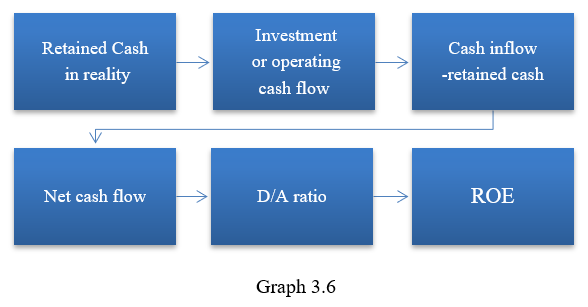 Retained Cash
in reality
Investment
or operating
cash flow
Cash inflow
-retained cash
Net cash flow
D/A ratio
ROE
Graph 3.6